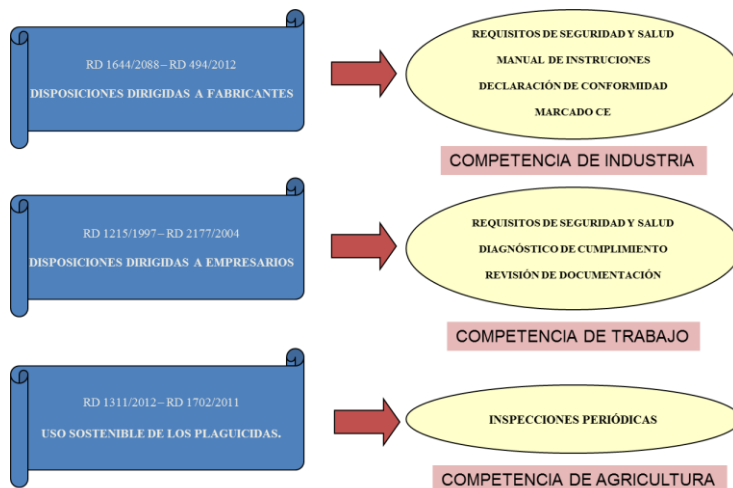 RD 1644/2088 – RD 494/2012
DISPOSICIONES DIRIGIDAS A FABRICANTES
REQUISITOS DE SEGURIDAD Y SALUD
MANUAL DE INSTRUCIONES
DECLARACIÓN DE CONFORMIDAD
MARCADO CE
COMPETENCIA DE INDUSTRIA
RD 1215/1997 – RD 2177/2004
DISPOSICIONES DIRIGIDAS A EMPRESARIOS
REQUISITOS DE SEGURIDAD Y SALUD
DIAGNÓSTICO DE CUMPLIMIENTO
REVISIÓN DE DOCUMENTACIÓN
COMPETENCIA DE TRABAJO
RD 1311/2012 – RD 1702/2011
USO SOSTENIBLE DE LOS PLAGUICIDAS.
INSPECCIONES PERIÓDICAS
COMPETENCIA DE AGRICULTURA